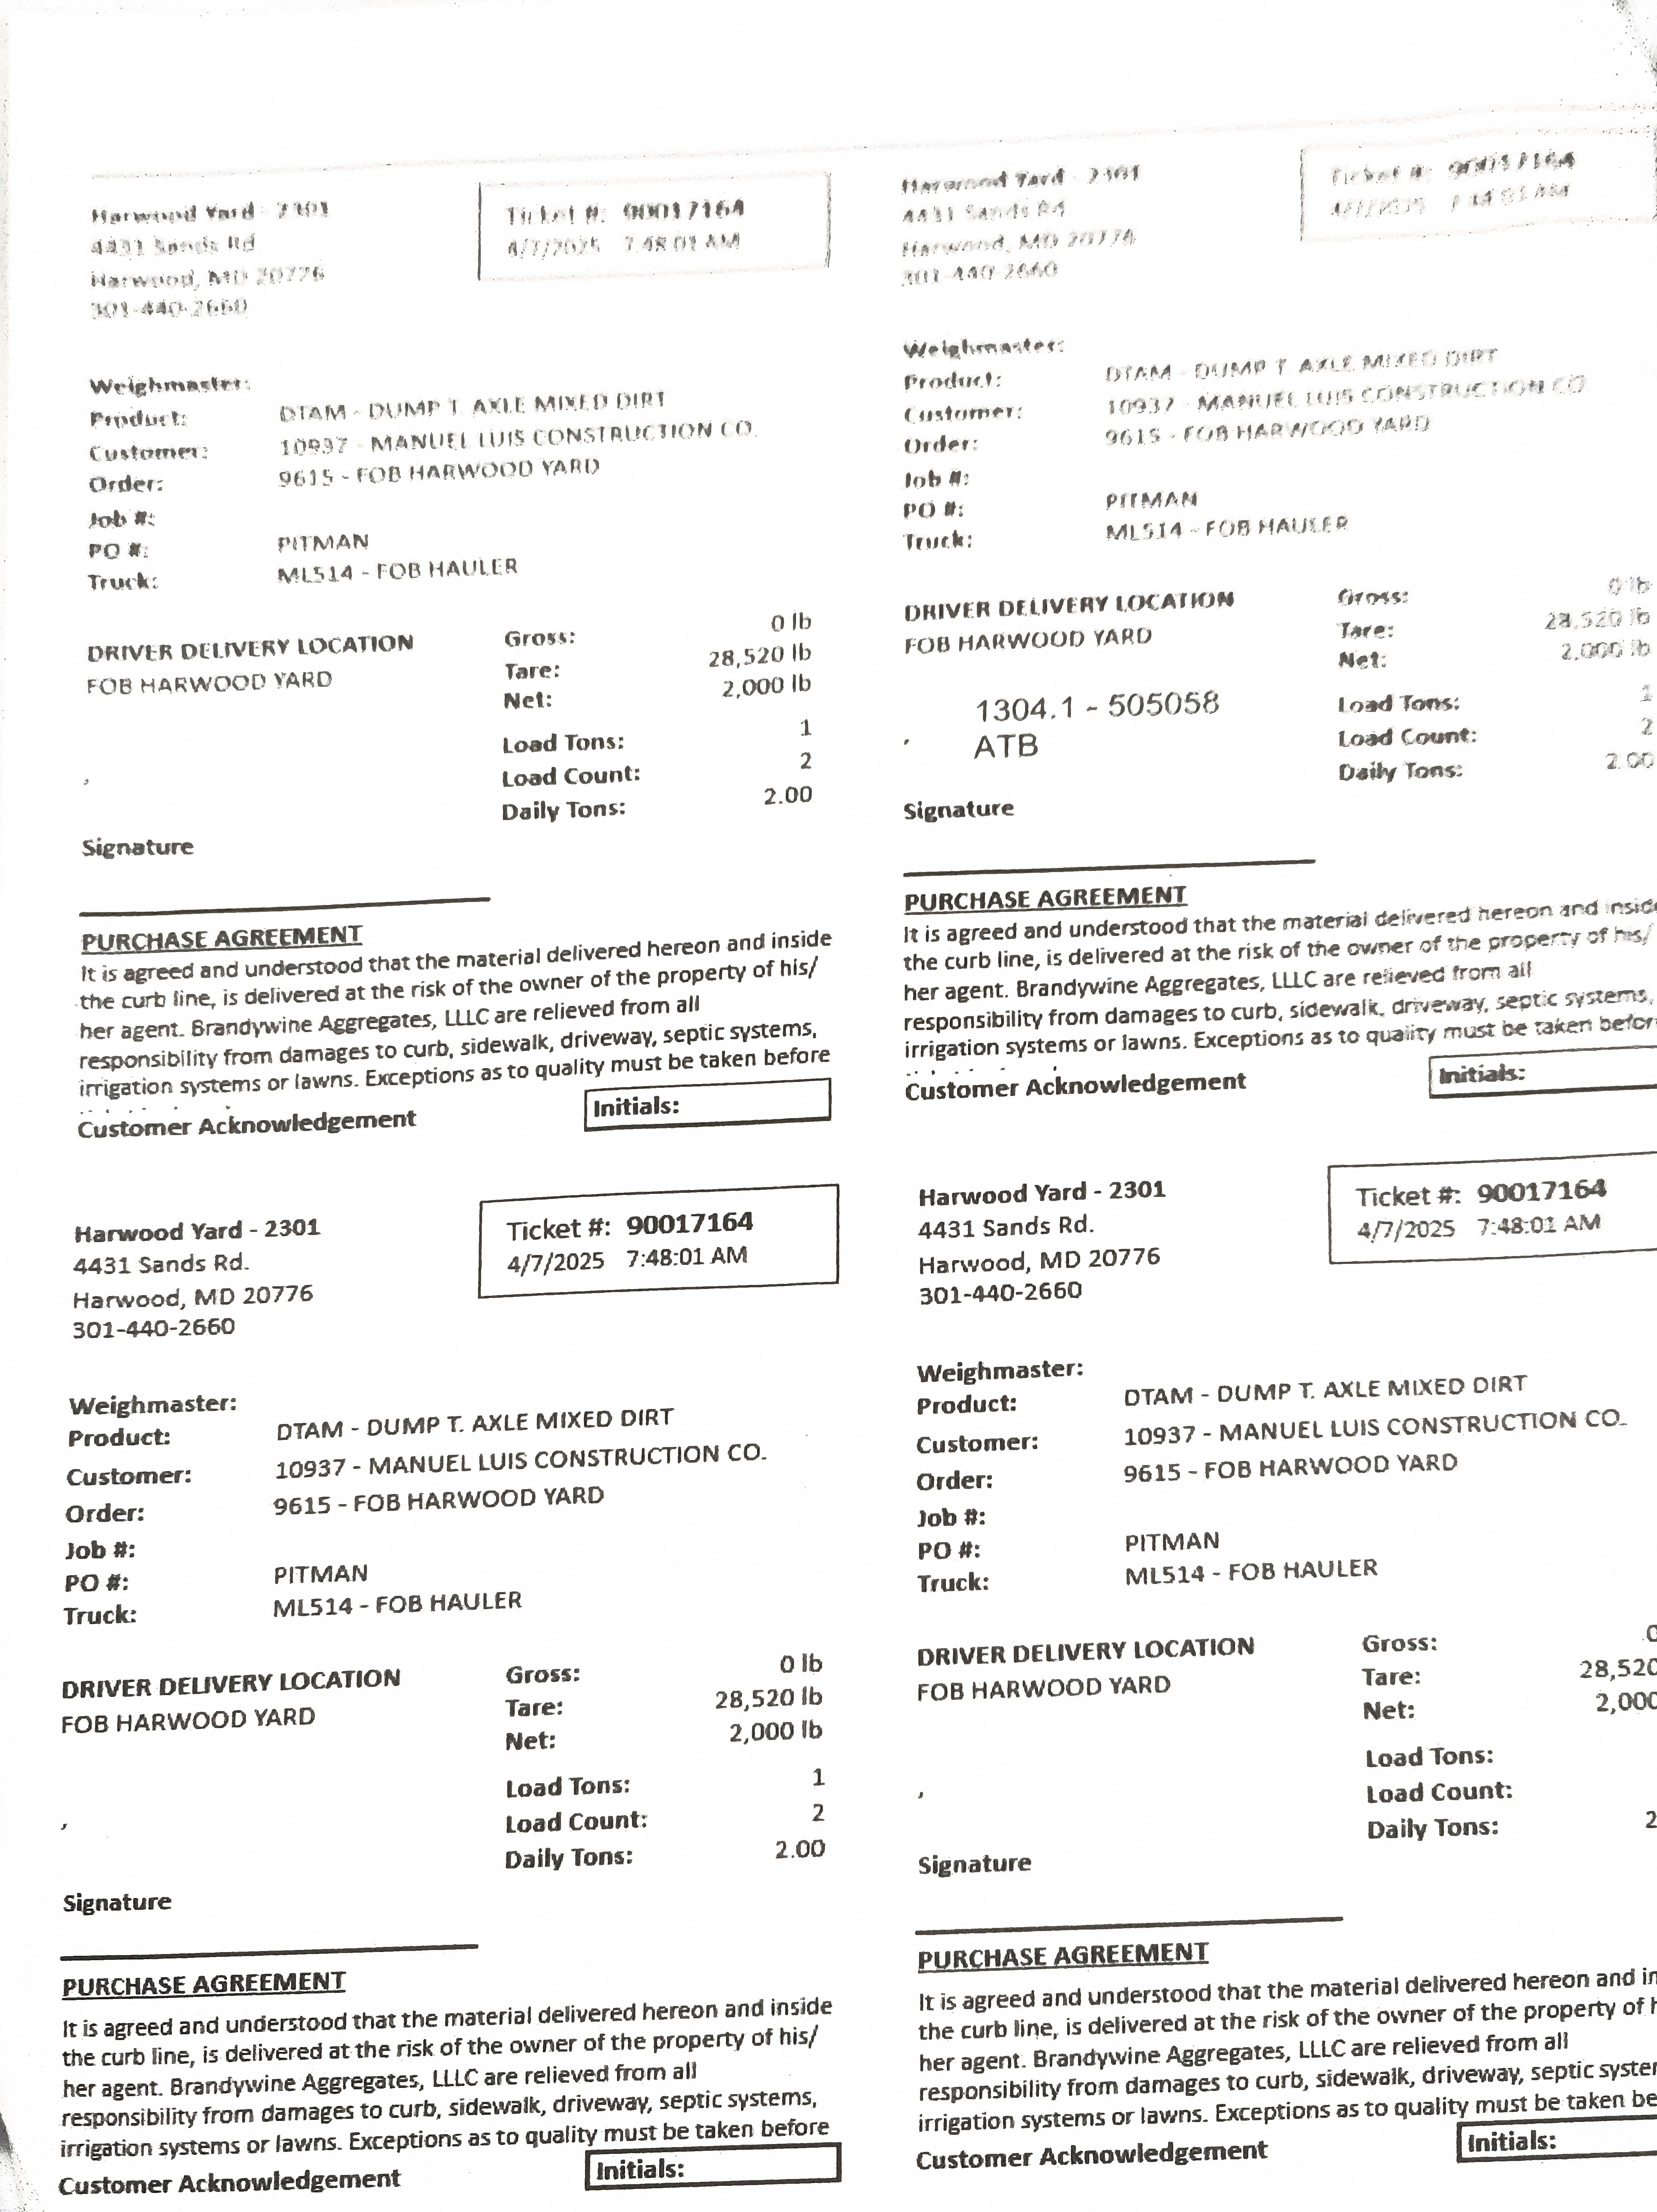 Harwood Yard - 2301
4431 Sands Rd
Harwood, MD 20776
301-440-2660
Ticket #: 90017164
4/7/2025 7:48:01 AM
Weighmaster:
Product: DTAM - DUMP T. AXLE MIXED DIRT
Customer: 10937 - MANUEL LUIS CONSTRUCTION CO.
Order: 9615 - FOB HARWOOD YARD
Job #:
PO #: PITMAN
Truck: ML514 - FOB HAULER
DRIVER DELIVERY LOCATION
FOB HARWOOD YARD
Gross: 0 lb
Tare: 28,520 lb
Net: 2,000 lb
Load Tons: 1
Load Count: 2
Daily Tons: 2.00
,
Signature
PURCHASE AGREEMENT
It is agreed and understood that the material delivered hereon and inside
the curb line, is delivered at the risk of the owner of the property of his/
her agent. Brandywine Aggregates, LLLC are relieved from all
responsibility from damages to curb, sidewalk, driveway, septic systems,
irrigation systems or lawns. Exceptions as to quality must be taken before
Customer Acknowledgement
Initials:
Harwood Yard - 2301
4431 Sands Rd
Harwood, MD 20776
301-440-2660
Ticket #: 90017164
4/7/2025 7:48:01 AM
Weighmaster:
Product: DTAM - DUMP T. AXLE MIXED DIRT
Customer: 10937 - MANUEL LUIS CONSTRUCTION CO
Order: 9615 - FOB HARWOOD YARD
Job #:
PO #: PITMAN
Truck: ML514 - FOB HAULER
DRIVER DELIVERY LOCATION
FOB HARWOOD YARD
Gross: 0 lb
Tare: 28,520 lb
Net: 2,000 lb
1304.1 - 505058
ATB
Load Tons: 1
Load Count: 2
Daily Tons: 2.00
,
Signature
PURCHASE AGREEMENT
It is agreed and understood that the material delivered hereon and inside
the curb line, is delivered at the risk of the owner of the property of his/
her agent. Brandywine Aggregates, LLLC are relieved from all
responsibility from damages to curb, sidewalk, driveway, septic systems,
irrigation systems or lawns. Exceptions as to quality must be taken befor
Customer Acknowledgement
Initials:
Harwood Yard - 2301
4431 Sands Rd.
Harwood, MD 20776
301-440-2660
Ticket #: 90017164
4/7/2025 7:48:01 AM
Weighmaster:
Product: DTAM - DUMP T. AXLE MIXED DIRT
Customer: 10937 - MANUEL LUIS CONSTRUCTION CO.
Order: 9615 - FOB HARWOOD YARD
Job #:
PO #: PITMAN
Truck: ML514 - FOB HAULER
DRIVER DELIVERY LOCATION
FOB HARWOOD YARD
Gross: 0 lb
Tare: 28,520 lb
Net: 2,000 lb
Load Tons: 1
Load Count: 2
Daily Tons: 2.00
,
Signature
PURCHASE AGREEMENT
It is agreed and understood that the material delivered hereon and inside
the curb line, is delivered at the risk of the owner of the property of his/
her agent. Brandywine Aggregates, LLLC are relieved from all
responsibility from damages to curb, sidewalk, driveway, septic systems,
irrigation systems or lawns. Exceptions as to quality must be taken before
Customer Acknowledgement
Initials:
Harwood Yard - 2301
4431 Sands Rd.
Harwood, MD 20776
301-440-2660
Ticket #: 90017164
4/7/2025 7:48:01 AM
Weighmaster:
Product: DTAM - DUMP T. AXLE MIXED DIRT
Customer: 10937 - MANUEL LUIS CONSTRUCTION CO.
Order: 9615 - FOB HARWOOD YARD
Job #:
PO #: PITMAN
Truck: ML514 - FOB HAULER
DRIVER DELIVERY LOCATION
FOB HARWOOD YARD
Gross: 0
Tare: 28,520
Net: 2,000
Load Tons:
Load Count:
Daily Tons: 2
,
Signature
PURCHASE AGREEMENT
It is agreed and understood that the material delivered hereon and in
the curb line, is delivered at the risk of the owner of the property of h
her agent. Brandywine Aggregates, LLLC are relieved from all
responsibility from damages to curb, sidewalk, driveway, septic syster
irrigation systems or lawns. Exceptions as to quality must be taken be
Customer Acknowledgement
Initials: